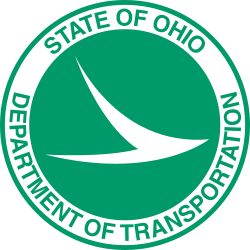 STATE OF OHIO
DEPARTMENT OF TRANSPORTATION